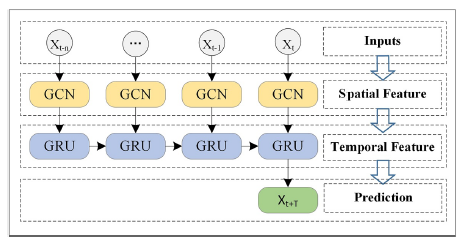 Xt-n ... Xt-1 Xt Inputs
GCN GCN GCN GCN Spatial Feature
GRU GRU GRU GRU Temporal Feature
Xt+T Prediction